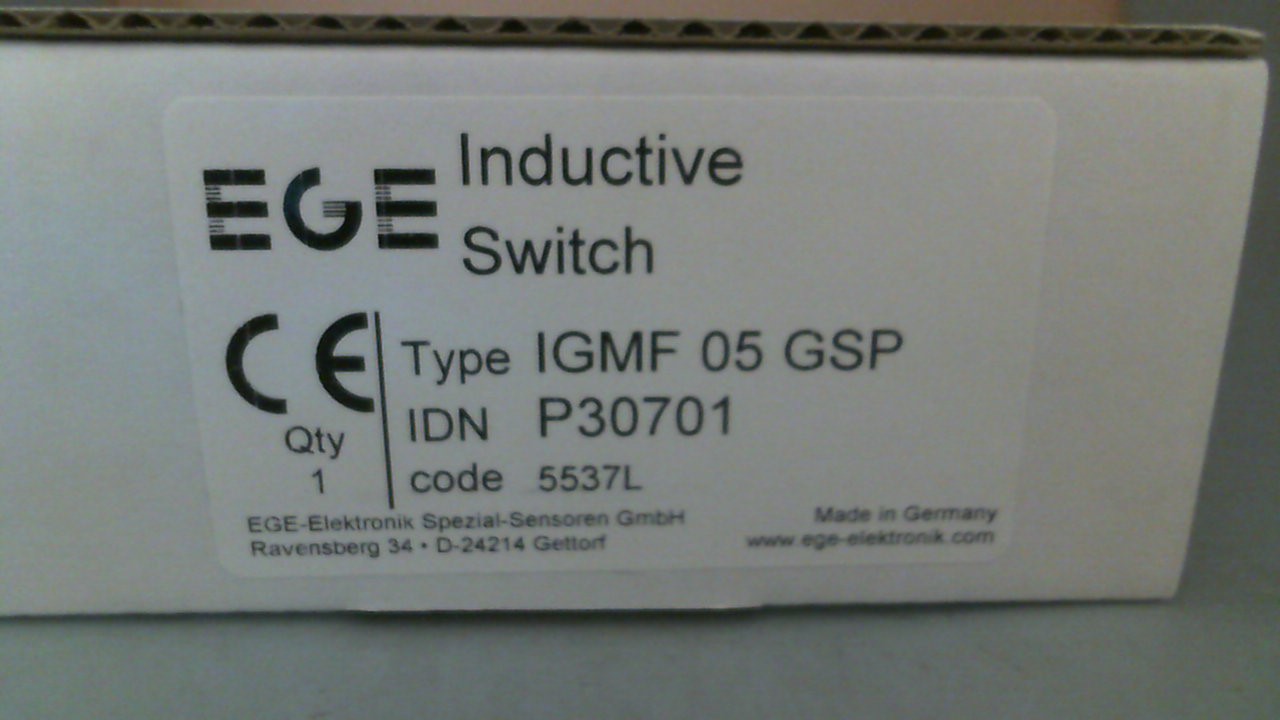 EGE Inductive
Switch
CE
Type IGMF 05 GSP
IDN P30701
Qty
1
code 5537L
EGE-Elektronik Spezial-Sensoren GmbH
Ravensberg 34 • D-24214 Gettorf
Made in Germany
www.ege-elektronik.com